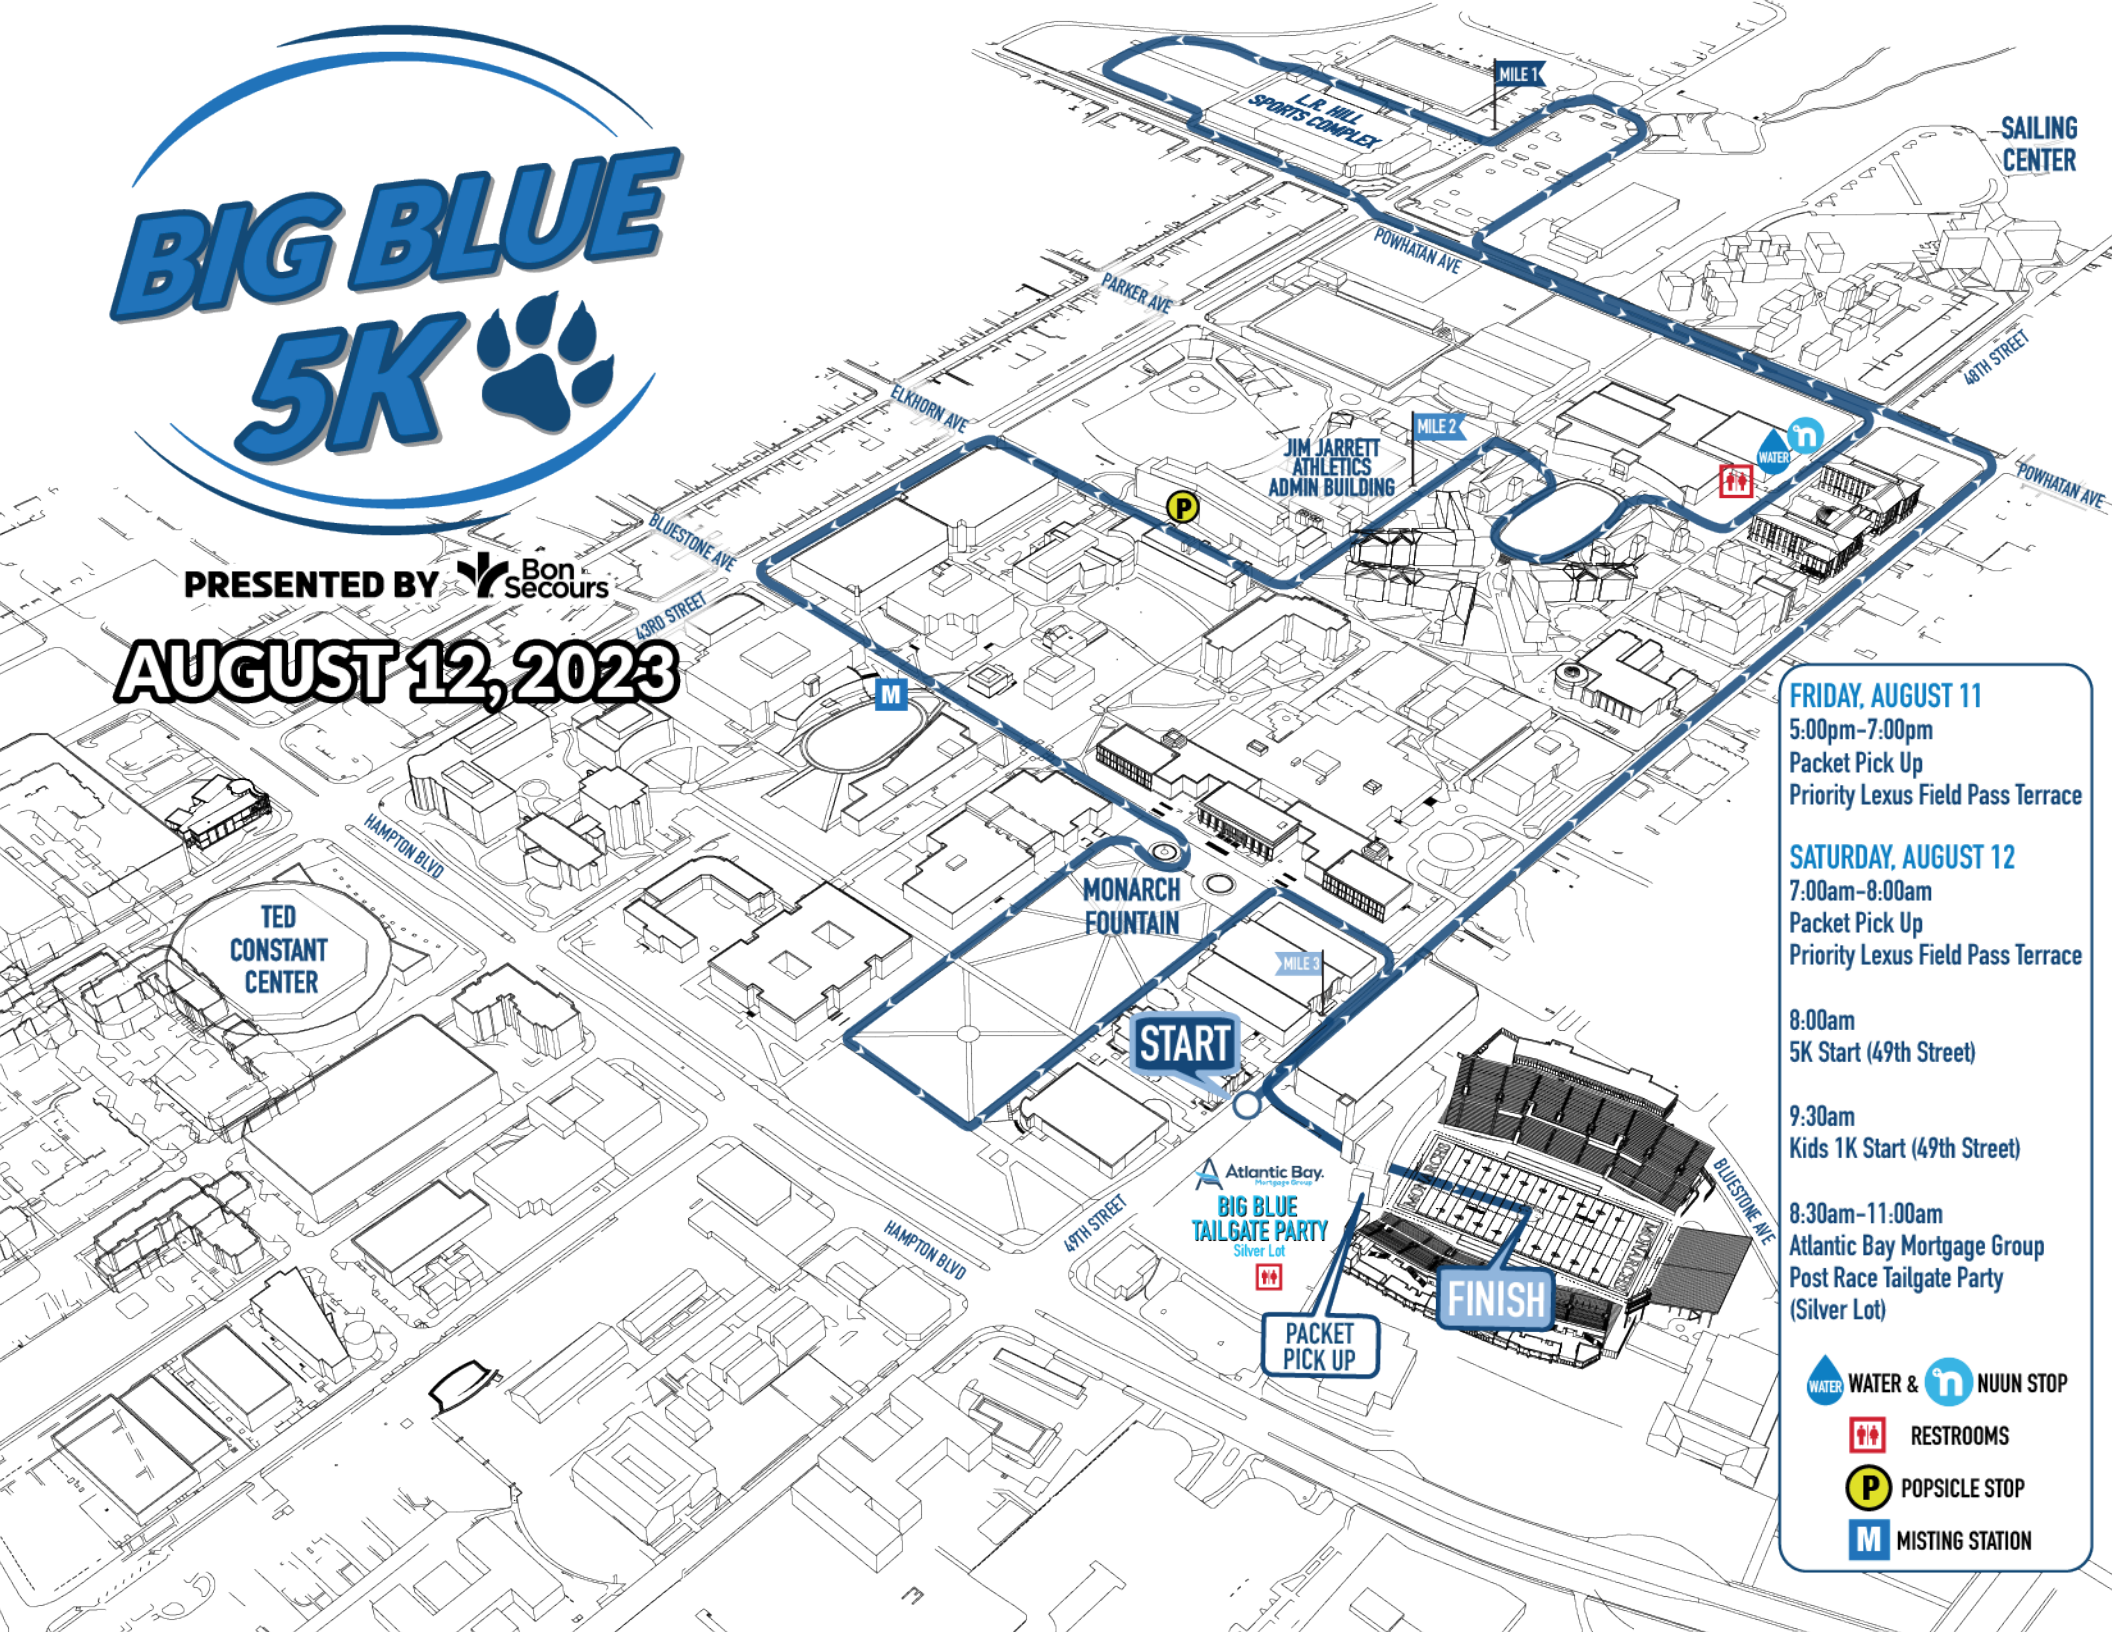 BIG BLUE
5K
PRESENTED BY Bon Secours
AUGUST 12, 2023
MILE 1
L.R. HILL
SPORTS COMPLEX
SAILING
CENTER
POWHATAN AVE
PARKER AVE
48TH STREET
ELKHORN AVE
MILE 2
JIM JARRETT
ATHLETICS
ADMIN BUILDING
WATER
n
P
POWHATAN AVE
BLUESTONE AVE
43RD STREET
M
HAMPTON BLVD
TED
CONSTANT
CENTER
MONARCH
FOUNTAIN
MILE 3
START
Atlantic Bay.
Mortgage Group
BIG BLUE
TAILGATE PARTY
Silver Lot
49TH STREET
HAMPTON BLVD
MONARCHS
MONARCHS
BLUESTONE AVE
FINISH
PACKET
PICK UP
FRIDAY, AUGUST 11
5:00pm-7:00pm
Packet Pick Up
Priority Lexus Field Pass Terrace
SATURDAY, AUGUST 12
7:00am-8:00am
Packet Pick Up
Priority Lexus Field Pass Terrace
8:00am
5K Start (49th Street)
9:30am
Kids 1K Start (49th Street)
8:30am-11:00am
Atlantic Bay Mortgage Group
Post Race Tailgate Party
(Silver Lot)
WATER WATER & n NUUN STOP
RESTROOMS
P POPSICLE STOP
M MISTING STATION